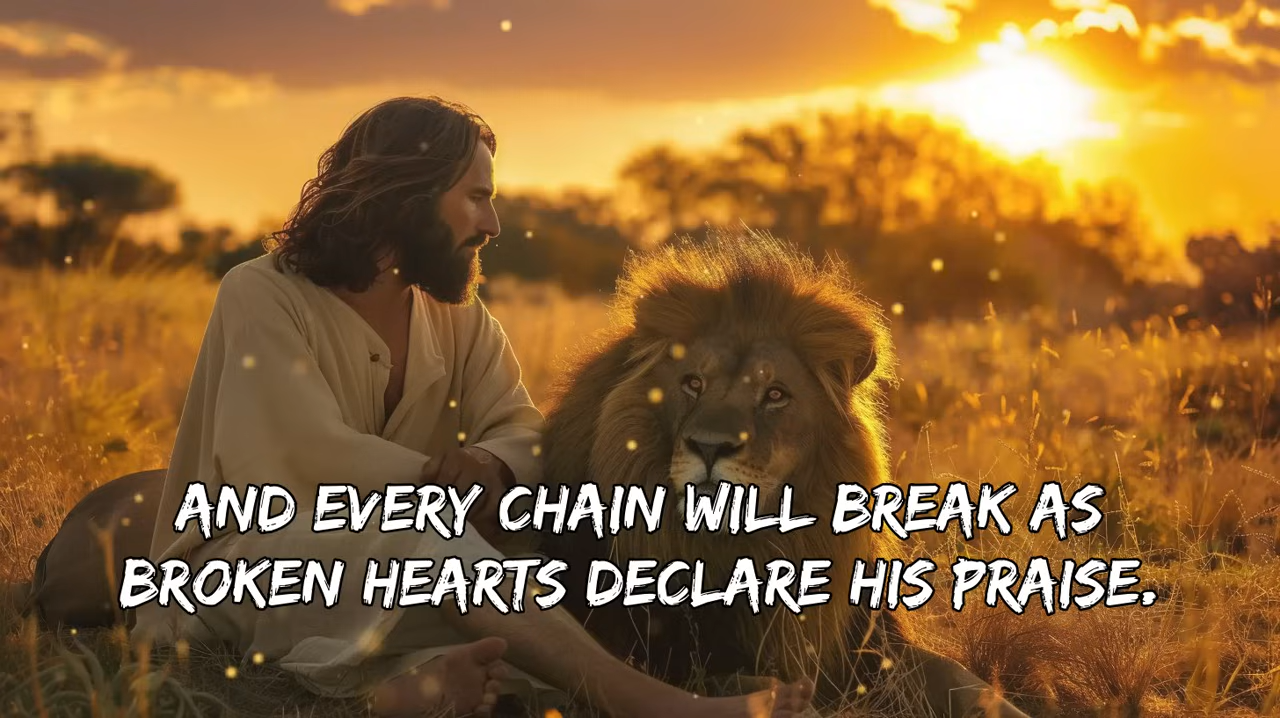 AND EVERY CHAIN WILL BREAK AS
BROKEN HEARTS DECLARE HIS PRAISE.